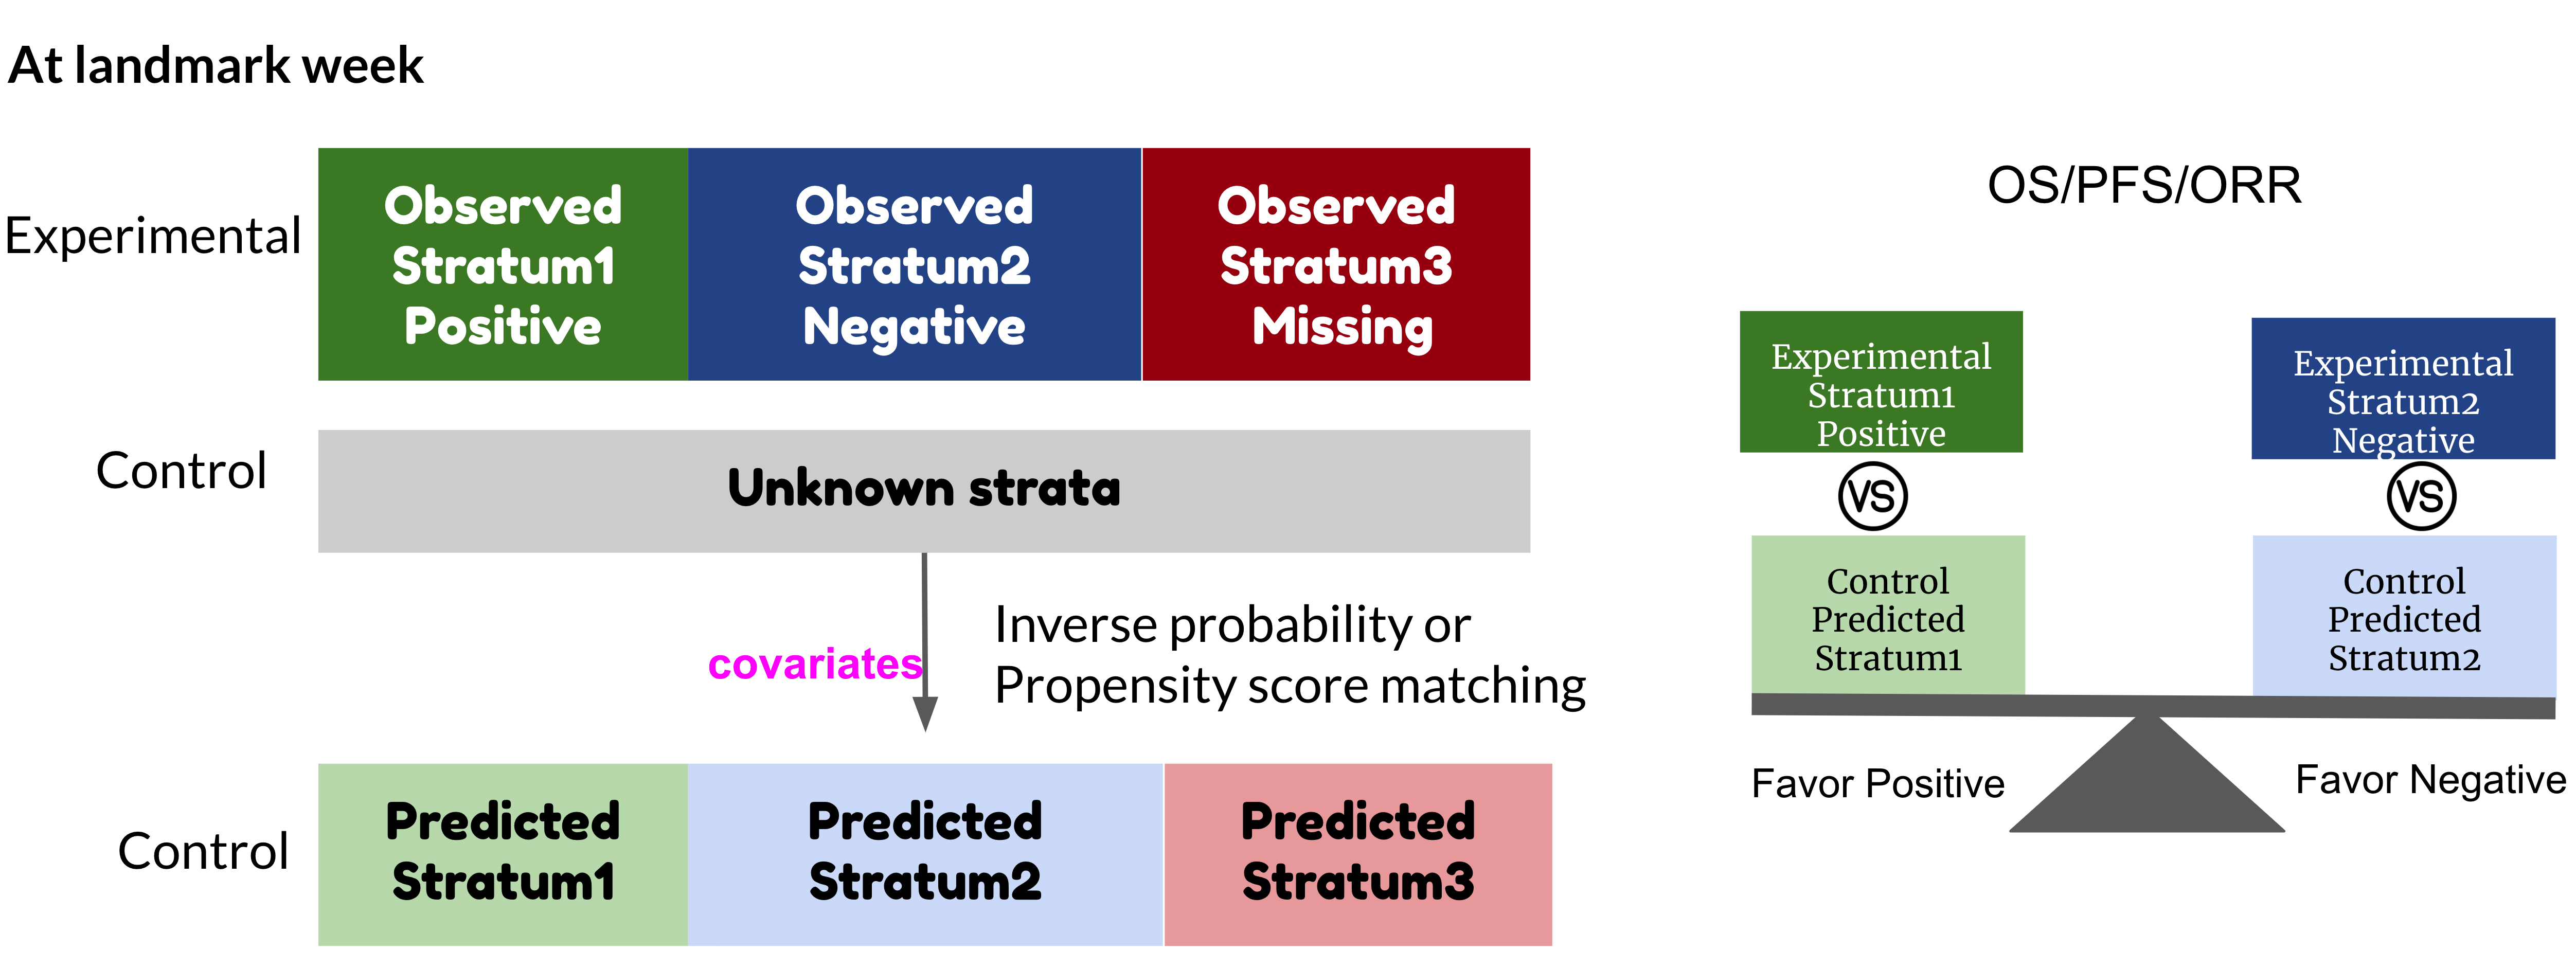 At landmark week
Experimental
Observed
Stratum1
Positive
Observed
Stratum2
Negative
Observed
Stratum3
Missing
Control
Unknown strata
covariates
Inverse probability or
Propensity score matching
Control
Predicted
Stratum1
Predicted
Stratum2
Predicted
Stratum3
OS/PFS/ORR
Experimental
Stratum1
Positive
VS
Control
Predicted
Stratum1
Experimental
Stratum2
Negative
VS
Control
Predicted
Stratum2
Favor Positive
Favor Negative